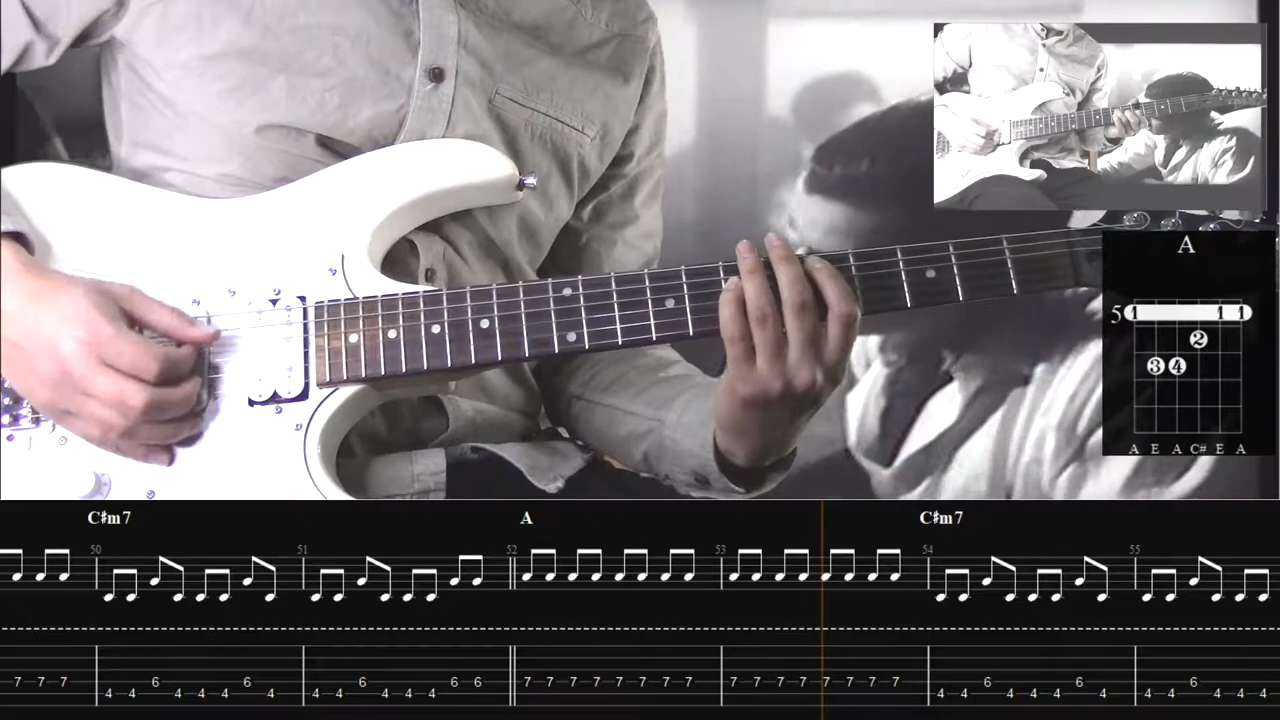 A
5 1 1 1
2
3 4
A E A C# E A
C#m7 A C#m7
50 51 52 53 54 55
7 7 7 6 6 6 6 6 7 7 7 7 7 7 7 7 7 7 7 7 7 7 7 7 6 6 6
4 4 4 4 4 4 4 4 4 4 4 4 4 4 4 4 4 4 4 4 4 4